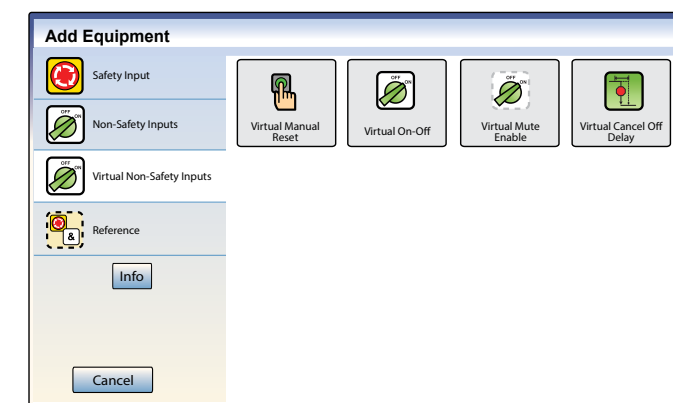 Add Equipment
Safety Input
OFF
ON
Non-Safety Inputs
OFF
ON
Virtual Non-Safety Inputs
&
Reference
Info
Cancel
Virtual Manual
Reset
OFF
ON
Virtual On-Off
OFF
ON
Virtual Mute
Enable
Virtual Cancel Off
Delay